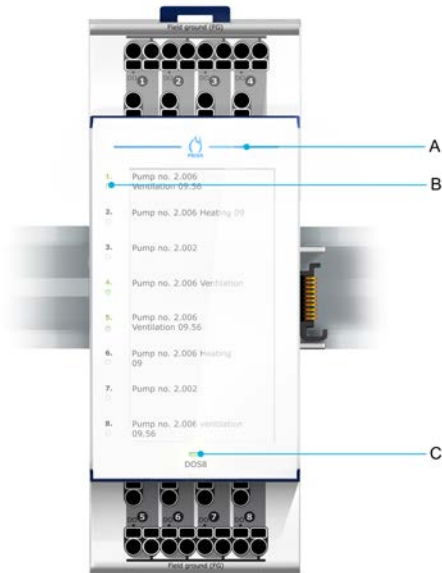 Field ground (FG)
1 2 3 4
A
PRIVA
B
1. Pump no. 2.006
Ventilation 09.56
2. Pump no. 2.006 Heating 09
3. Pump no. 2.002
4. Pump no. 2.006 Ventilation
5. Pump no. 2.006
Ventilation 09.56
6. Pump no. 2.006 Heating
09
7. Pump no. 2.002
8. Pump no. 2.006 ventilation
09.56
C
DOS8
5 6 7 8
Field ground (FG)